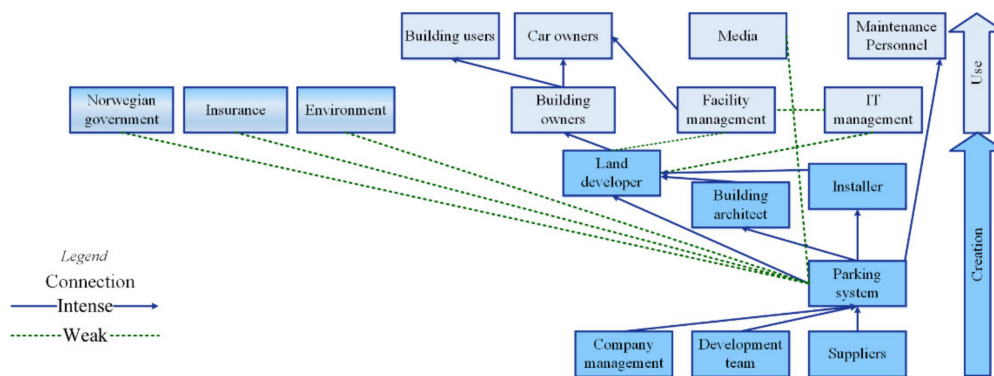 Building users
Car owners
Media
Maintenance
Personnel
Use
Norwegian
government
Insurance
Environment
Building
owners
Facility
management
IT
management
Land
developer
Building
architect
Installer
Creation
Legend
Connection
Intense
Weak
Parking
system
Company
management
Development
team
Suppliers